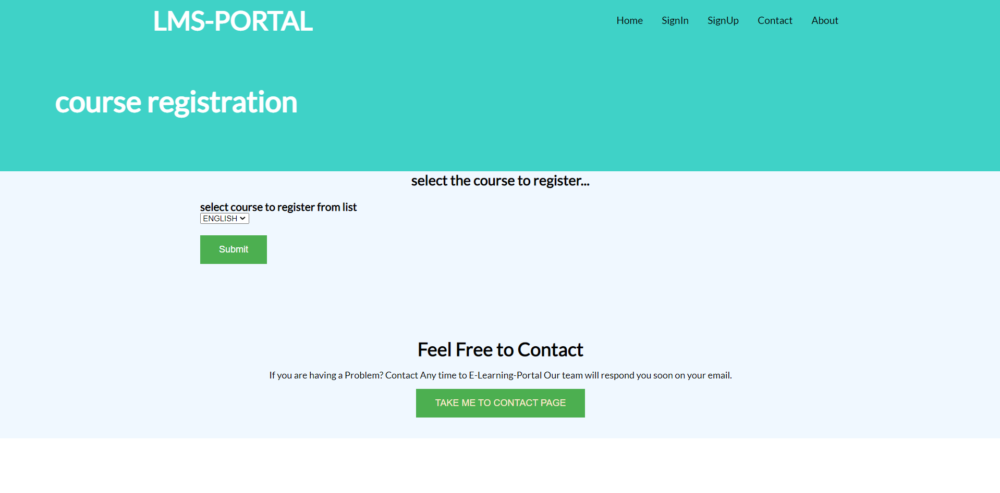 LMS-PORTAL
Home SignIn SignUp Contact About
course registration
select the course to register...
select course to register from list
ENGLISH
Submit
Feel Free to Contact
If you are having a Problem? Contact Any time to E-Learning-Portal Our team will respond you soon on your email.
TAKE ME TO CONTACT PAGE